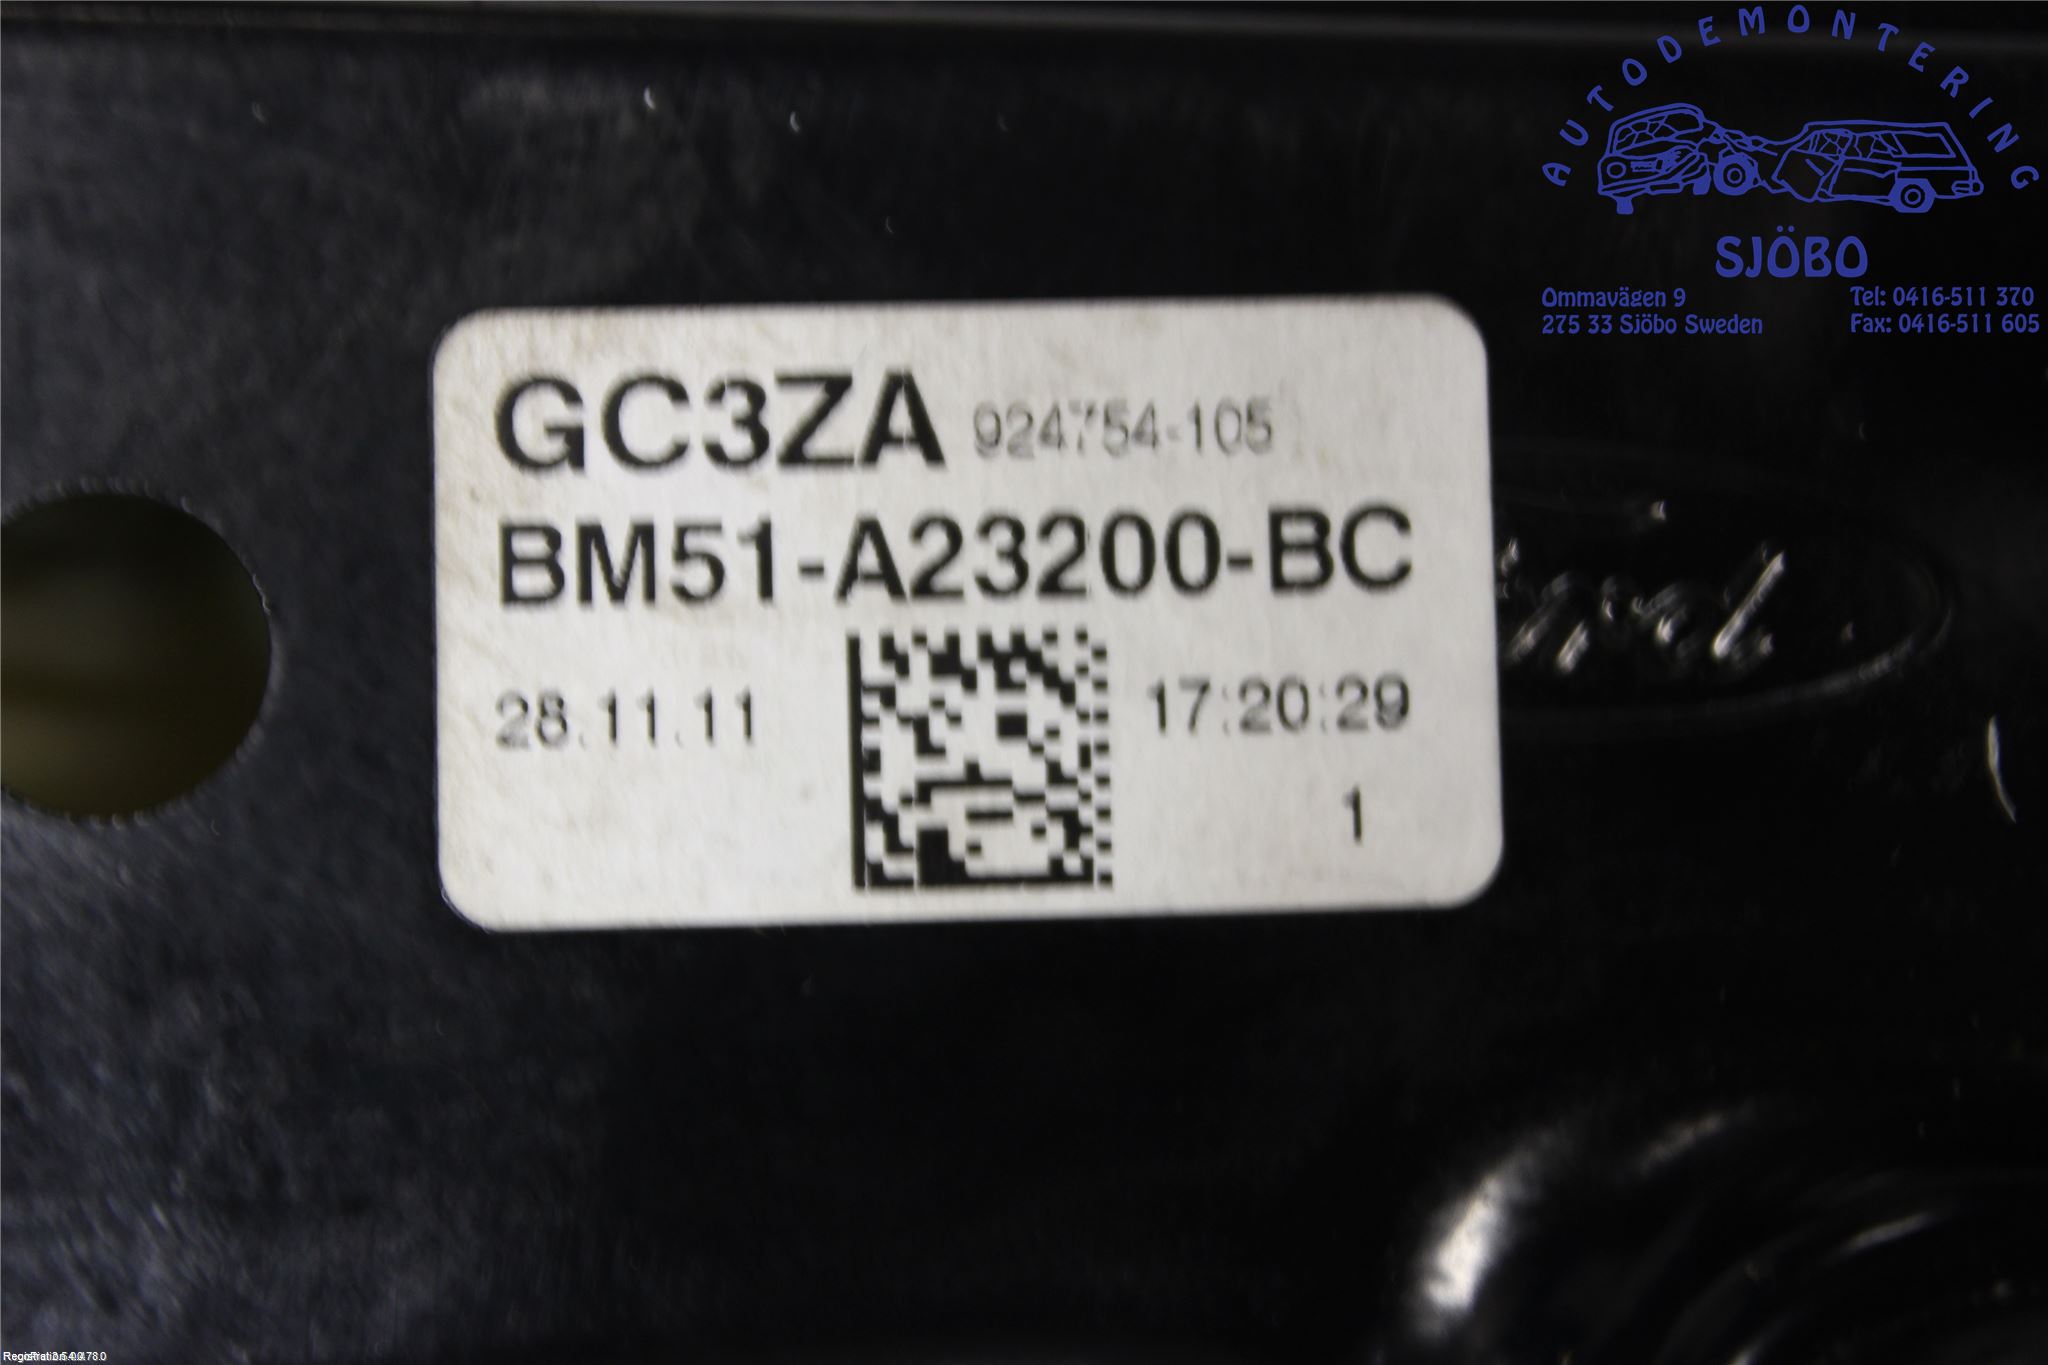 AUTODEMONTERING
SJÖBO
Ommavägen 9 Tel: 0416-511 370
275 33 Sjöbo Sweden Fax: 0416-511 605
GC3ZA 924754-105
BM51-A23200-BC
28.11.11 17:20:29
1
Ford